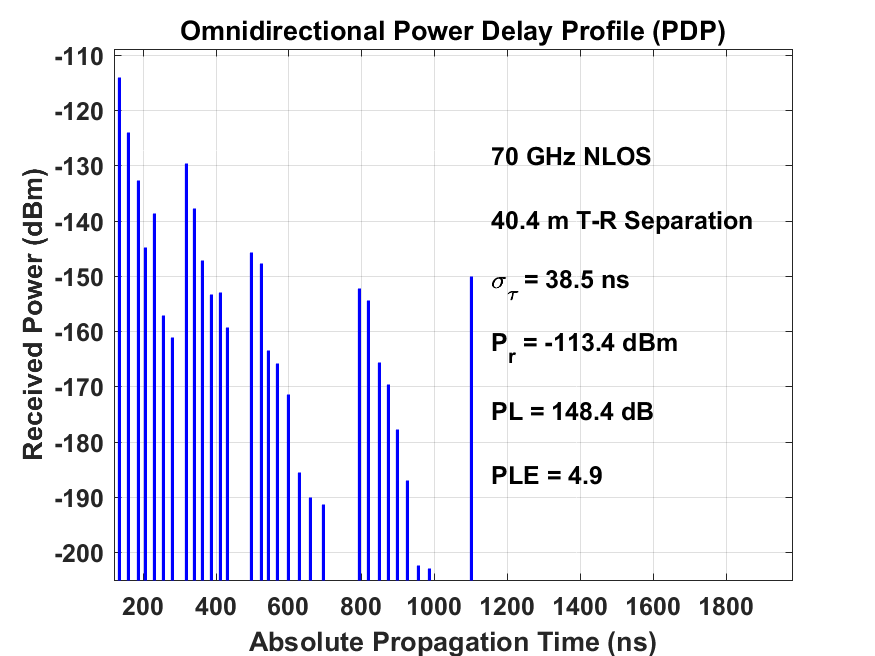 Omnidirectional Power Delay Profile (PDP)
-110
-120
-130
-140
-150
-160
-170
-180
-190
-200
Received Power (dBm)
70 GHz NLOS
40.4 m T-R Separation
σ_τ = 38.5 ns
P_r = -113.4 dBm
PL = 148.4 dB
PLE = 4.9
200 400 600 800 1000 1200 1400 1600 1800
Absolute Propagation Time (ns)